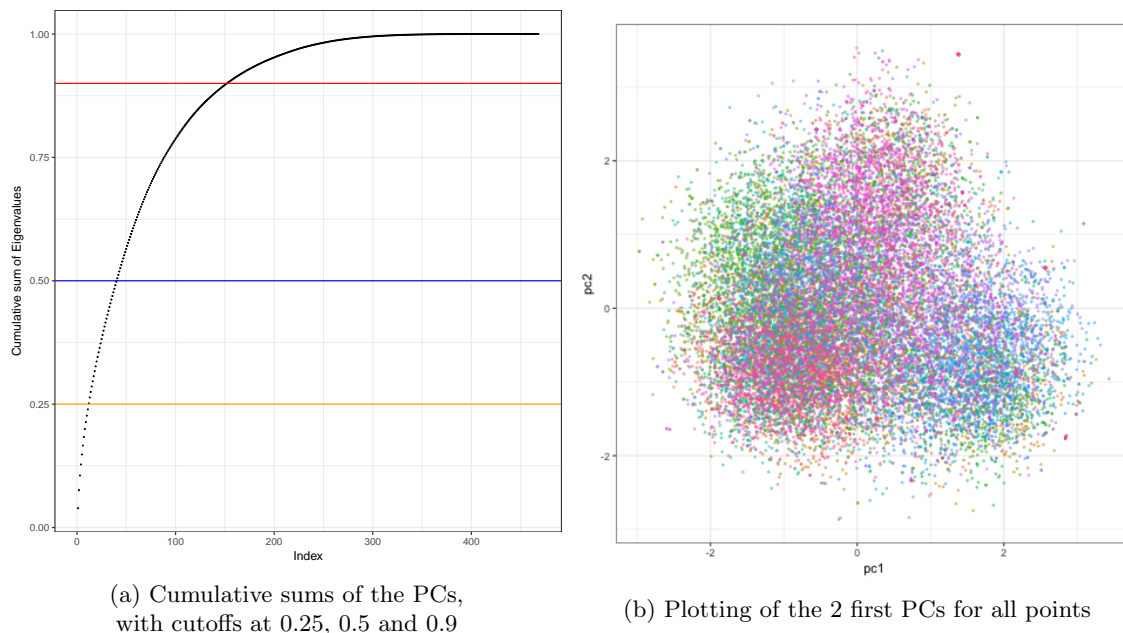 1.00
0.75
0.50
0.25
0.00
Cumulative sum of Eigenvalues
0
100
200
300
400
Index
(a) Cumulative sums of the PCs,
with cutoffs at 0.25, 0.5 and 0.9
2
0
-2
pc2
-2
0
2
pc1
(b) Plotting of the 2 first PCs for all points